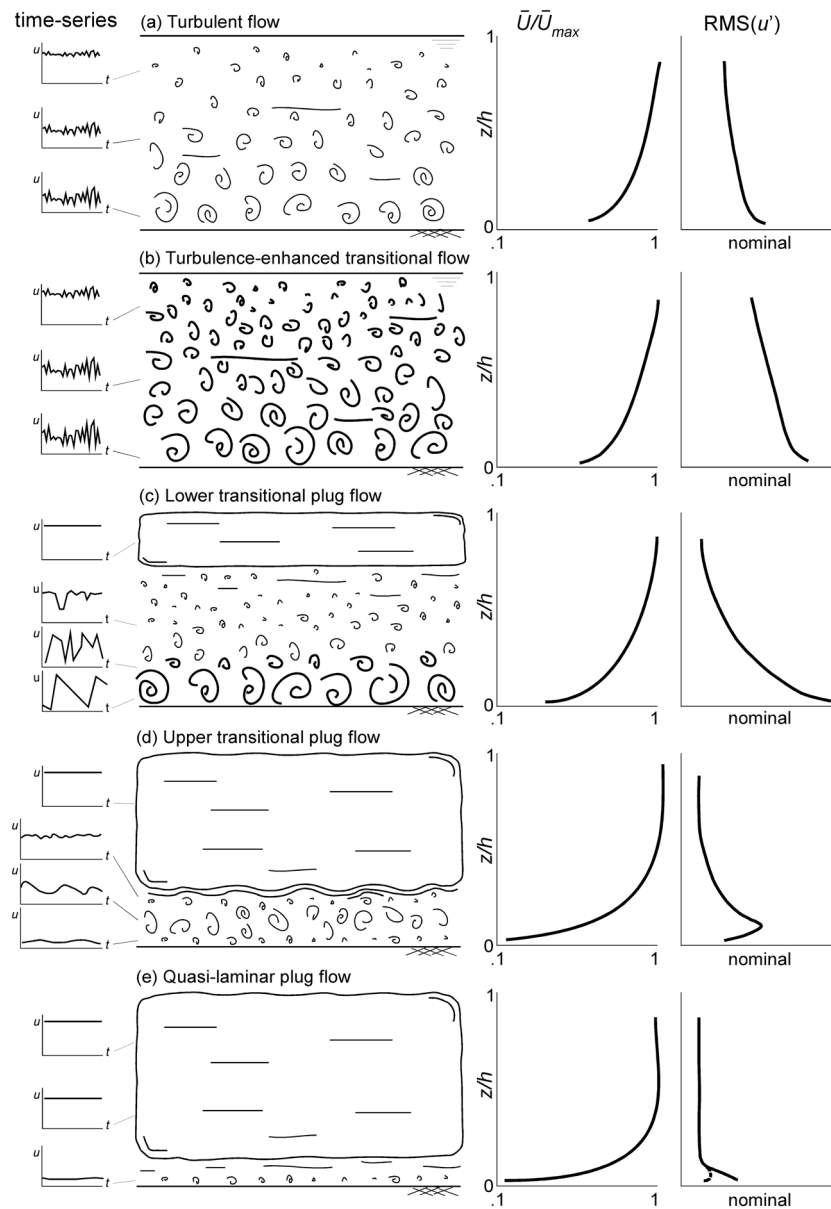 time-series
(a) Turbulent flow
Ū/Ūmax
RMS(u')
u
t
u
t
u
t
z/h
1
0
.1
1
nominal
(b) Turbulence-enhanced transitional flow
u
t
u
t
u
t
z/h
1
0
.1
1
nominal
(c) Lower transitional plug flow
u
t
u
t
u
t
u
t
z/h
1
0
.1
1
nominal
(d) Upper transitional plug flow
u
t
u
t
u
t
u
t
z/h
1
0
.1
1
nominal
(e) Quasi-laminar plug flow
u
t
u
t
u
t
z/h
1
0
.1
1
nominal